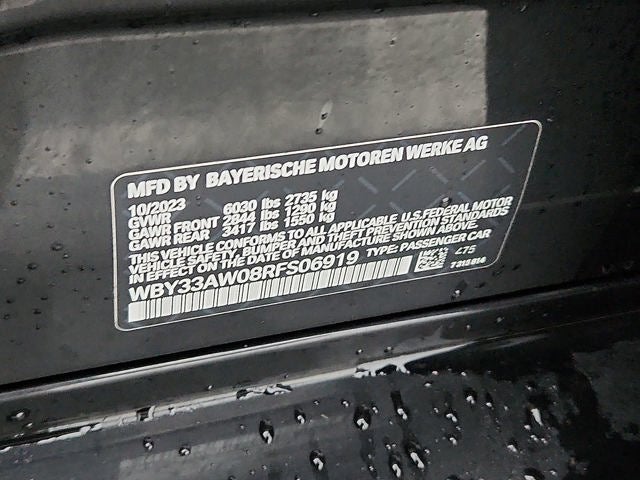 MFD BY BAYERISCHE MOTOREN WERKE AG
10/2023
GVWR 6030 lbs 2735 kg
GAWR FRONT 2844 lbs 1290 kg
GAWR REAR 3417 lbs 1550 kg
THIS VEHICLE CONFORMS TO ALL APPLICABLE U.S. FEDERAL MOTOR
VEHICLE SAFETY, BUMPER AND THEFT PREVENTION STANDARDS
IN EFFECT ON THE DATE OF MANUFACTURE SHOWN ABOVE.
WBY33AW08RFS06919 TYPE: PASSENGER CAR
475